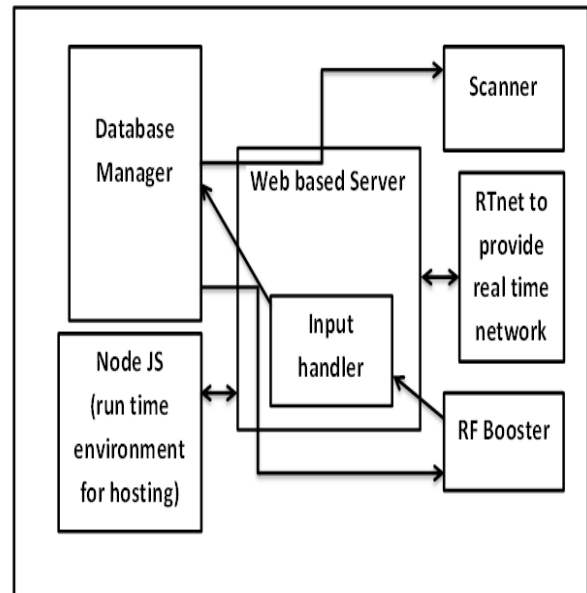 Database
Manager
Scanner
Web based Server
RTnet to
provide
real time
network
Input
handler
Node JS
(run time
environment
for hosting)
RF Booster